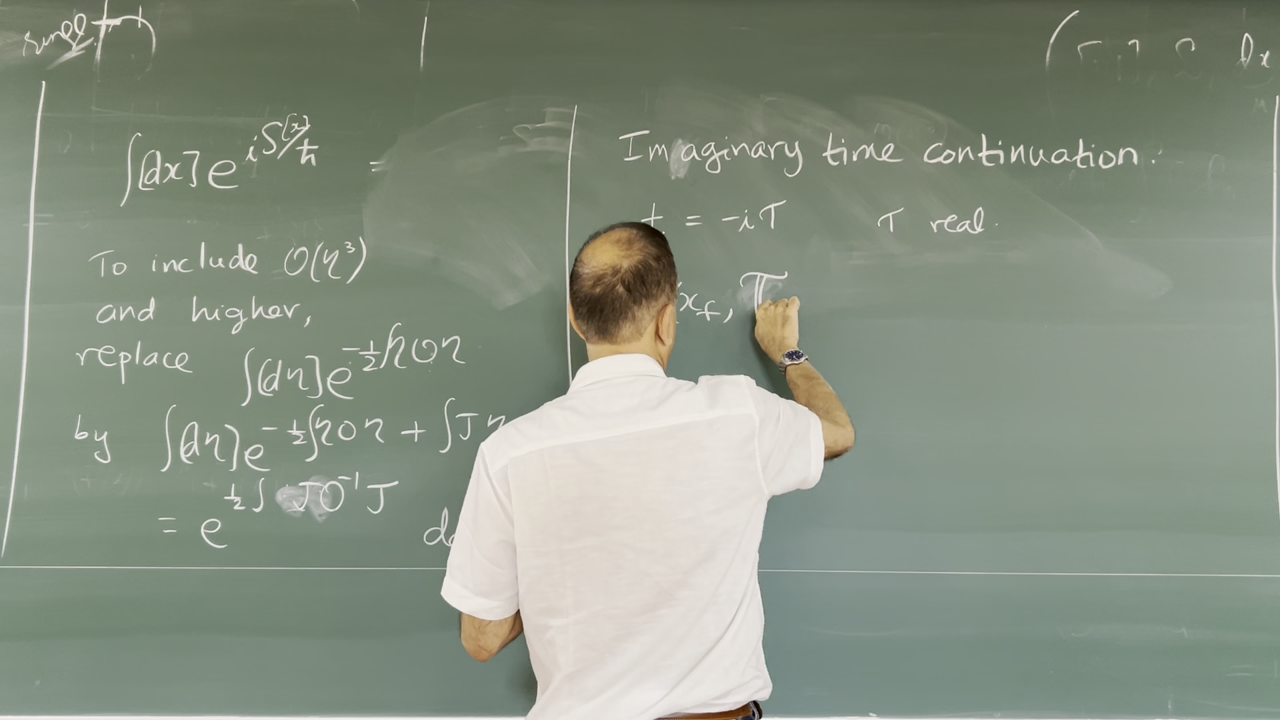 ∫[dx] e^{iS[x]/ħ} =
To include O(η³)
and higher,
replace ∫[dη] e^{-½∫ηOη}
by ∫[dη] e^{-½∫ηOη + ∫Jη}
= e^{½∫ JO⁻¹J}
Imaginary time continuation:
t = -iτ τ real.
x_f, T